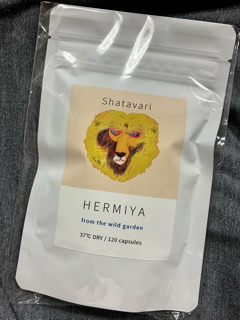 Shatavari
HERMIYA
from the wild garden
37℃ DRY / 120 capsules